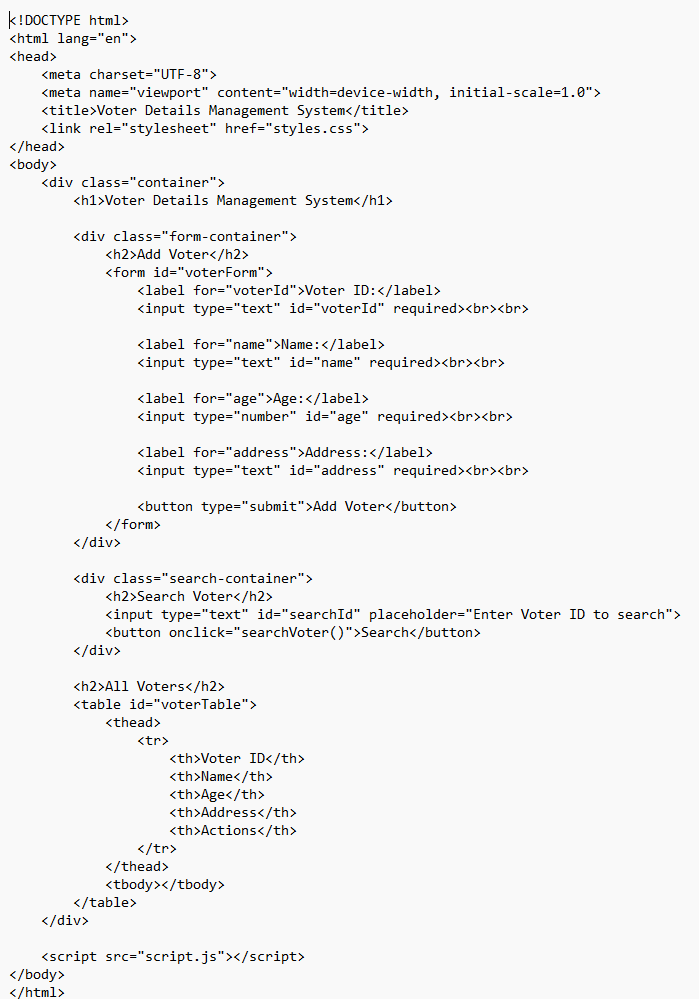 <!DOCTYPE html>
<html lang="en">
<head>
    <meta charset="UTF-8">
    <meta name="viewport" content="width=device-width, initial-scale=1.0">
    <title>Voter Details Management System</title>
    <link rel="stylesheet" href="styles.css">
</head>
<body>
    <div class="container">
        <h1>Voter Details Management System</h1>

        <div class="form-container">
            <h2>Add Voter</h2>
            <form id="voterForm">
                <label for="voterId">Voter ID:</label>
                <input type="text" id="voterId" required><br><br>

                <label for="name">Name:</label>
                <input type="text" id="name" required><br><br>

                <label for="age">Age:</label>
                <input type="number" id="age" required><br><br>

                <label for="address">Address:</label>
                <input type="text" id="address" required><br><br>

                <button type="submit">Add Voter</button>
            </form>
        </div>

        <div class="search-container">
            <h2>Search Voter</h2>
            <input type="text" id="searchId" placeholder="Enter Voter ID to search">
            <button onclick="searchVoter()">Search</button>
        </div>

        <h2>All Voters</h2>
        <table id="voterTable">
            <thead>
                <tr>
                    <th>Voter ID</th>
                    <th>Name</th>
                    <th>Age</th>
                    <th>Address</th>
                    <th>Actions</th>
                </tr>
            </thead>
            <tbody></tbody>
        </table>
    </div>

    <script src="script.js"></script>
</body>
</html>